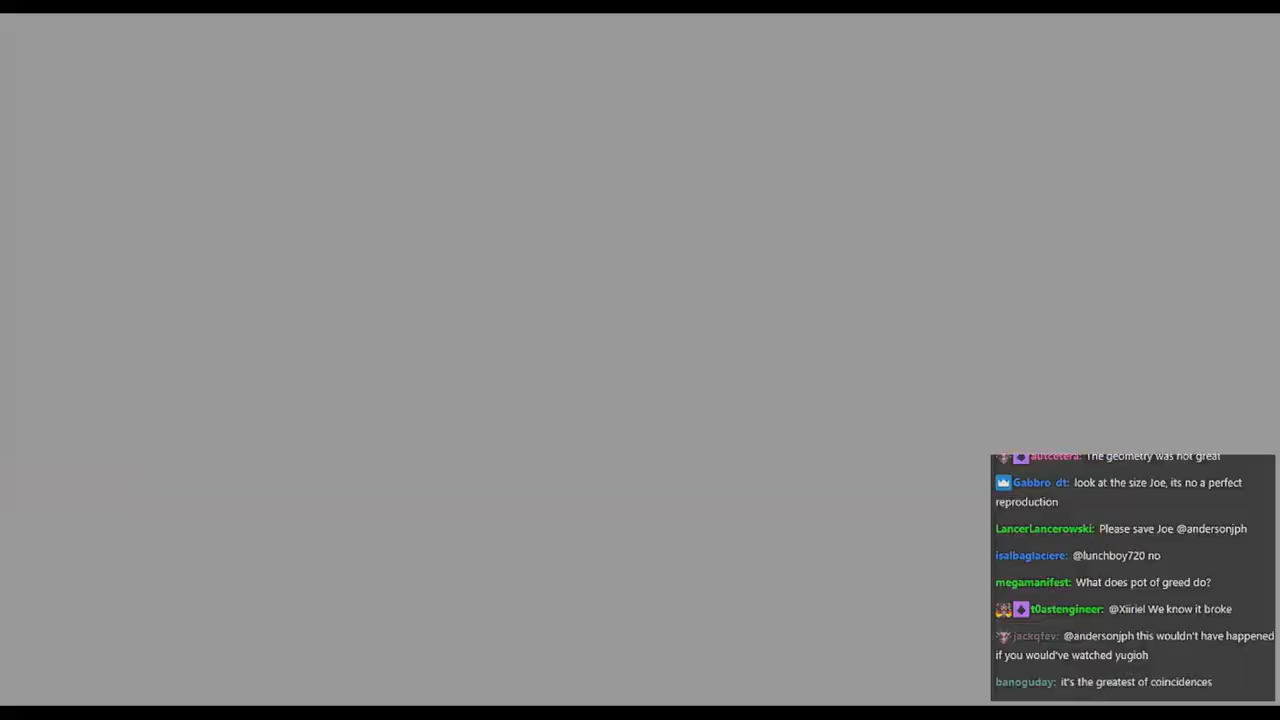 autcetera: The geometry was not great
Gabbro_dt: look at the size Joe, its no a perfect
reproduction
LancerLancerowski: Please save Joe @andersonjph
isalbaglaciere: @lunchboy720 no
megamanifest: What does pot of greed do?
t0astengineer: @Xiiriel We know it broke
jackqfev: @andersonjph this wouldn't have happened
if you would've watched yugioh
banoguday: it's the greatest of coincidences